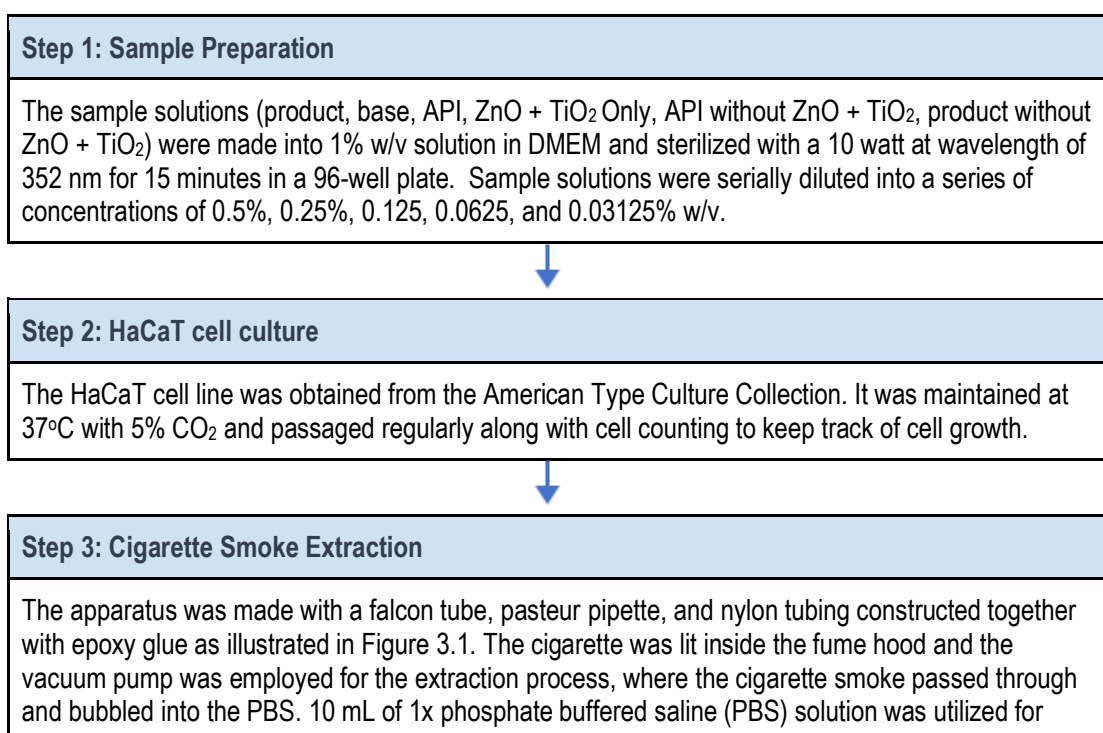 Step 1: Sample Preparation
The sample solutions (product, base, API, ZnO + TiO₂ Only, API without ZnO + TiO₂, product without
ZnO + TiO₂) were made into 1% w/v solution in DMEM and sterilized with a 10 watt at wavelength of
352 nm for 15 minutes in a 96-well plate. Sample solutions were serially diluted into a series of
concentrations of 0.5%, 0.25%, 0.125, 0.0625, and 0.03125% w/v.
Step 2: HaCaT cell culture
The HaCaT cell line was obtained from the American Type Culture Collection. It was maintained at
37ᵒC with 5% CO₂ and passaged regularly along with cell counting to keep track of cell growth.
Step 3: Cigarette Smoke Extraction
The apparatus was made with a falcon tube, pasteur pipette, and nylon tubing constructed together
with epoxy glue as illustrated in Figure 3.1. The cigarette was lit inside the fume hood and the
vacuum pump was employed for the extraction process, where the cigarette smoke passed through
and bubbled into the PBS. 10 mL of 1x phosphate buffered saline (PBS) solution was utilized for